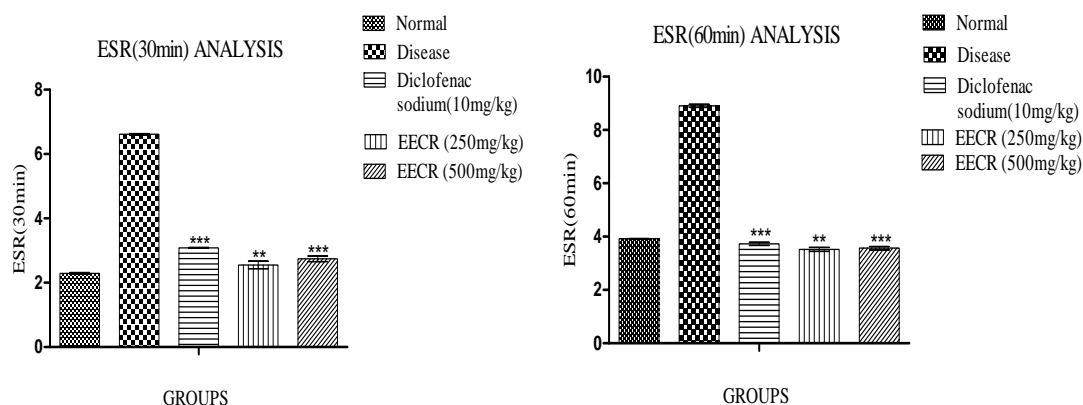 ESR(30min) ANALYSIS
Normal
Disease
Diclofenac
sodium(10mg/kg)
EECR (250mg/kg)
EECR (500mg/kg)
ESR(30min)
8
6
4
2
0
***
**
***
GROUPS
ESR(60min) ANALYSIS
Normal
Disease
Diclofenac
sodium(10mg/kg)
EECR (250mg/kg)
EECR (500mg/kg)
ESR(60min)
10
8
6
4
2
0
***
**
***
GROUPS